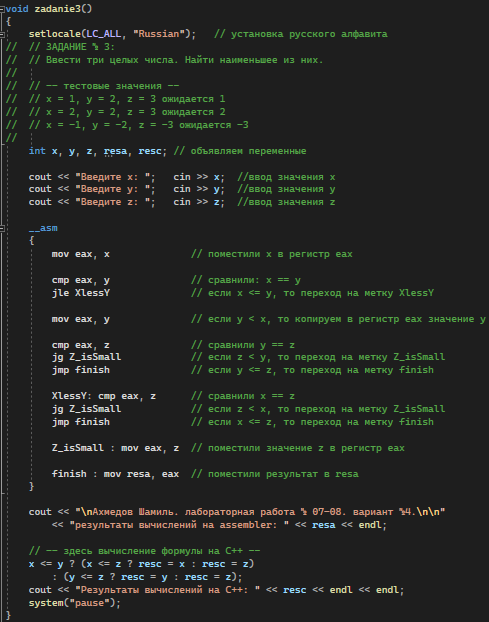 void zadanie3()
{
setlocale(LC_ALL, "Russian"); // установка русского алфавита
// // ЗАДАНИЕ № 3:
// // Ввести три целых числа. Найти наименьшее из них.
//
// // -- тестовые значения --
// // x = 1, y = 2, z = 3 ожидается 1
// // x = 2, y = 2, z = 3 ожидается 2
// // x = -1, y = -2, z = -3 ожидается -3
//
int x, y, z, resa, resc; // объявляем переменные
cout << "Введите x: "; cin >> x; //ввод значения x
cout << "Введите y: "; cin >> y; //ввод значения y
cout << "Введите z: "; cin >> z; //ввод значения z
__asm
{
mov eax, x // поместили x в регистр eax
cmp eax, y // сравнили: x == y
jle XlessY // если x <= y, то переход на метку XlessY
mov eax, y // если y < x, то копируем в регистр eax значение y
cmp eax, z // сравнили y == z
jg Z_isSmall // если z < y, то переход на метку Z_isSmall
jmp finish // если y <= z, то переход на метку finish
XlessY: cmp eax, z // сравнили x == z
jg Z_isSmall // если z < x, то переход на метку Z_isSmall
jmp finish // если x <= z, то переход на метку finish
Z_isSmall : mov eax, z // поместили значение z в регистр eax
finish : mov resa, eax // поместили результат в resa
}
cout << "\nАхмедов Шамиль. лабораторная работа № 07-08. вариант №4.\n\n"
<< "результаты вычислений на assembler: " << resa << endl;
// -- здесь вычисление формулы на C++ --
x <= y ? (x <= z ? resc = x : resc = z)
: (y <= z ? resc = y : resc = z);
cout << "Результаты вычислений на C++: " << resc << endl << endl;
system("pause");
}